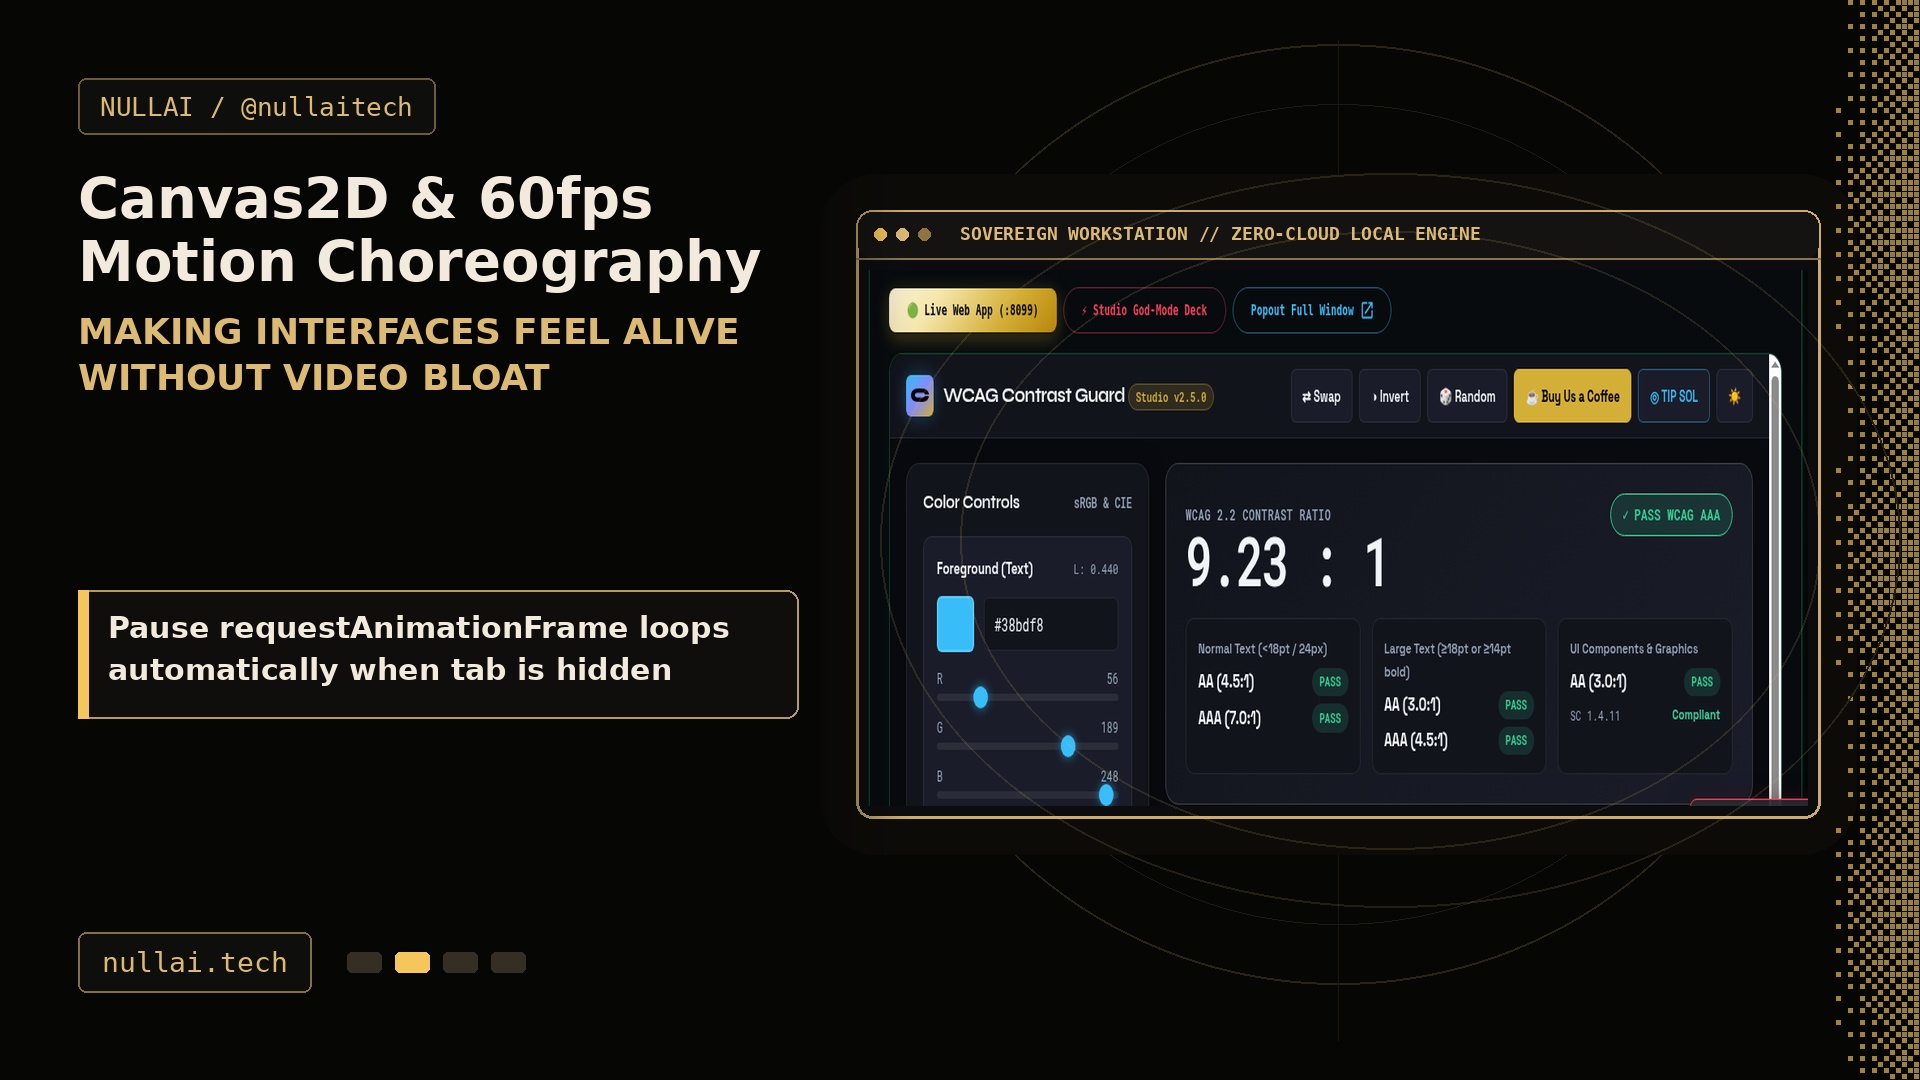 NULLAI / @nullaitech
Canvas2D & 60fps
Motion Choreography
MAKING INTERFACES FEEL ALIVE
WITHOUT VIDEO BLOAT
Pause requestAnimationFrame loops
automatically when tab is hidden
nullai.tech
SOVEREIGN WORKSTATION // ZERO-CLOUD LOCAL ENGINE
Live Web App (:8099)
⚡ Studio God-Mode Deck
Popout Full Window
C
WCAG Contrast Guard
Studio v2.5.0
⇄ Swap
◑ Invert
🎲 Random
☕ Buy Us a Coffee
◎ TIP SOL
Color Controls
sRGB & CIE
Foreground (Text)
L: 0.440
#38bdf8
R
56
G
189
B
248
WCAG 2.2 CONTRAST RATIO
9.23 : 1
✓ PASS WCAG AAA
Normal Text (<18pt / 24px)
AA (4.5:1)
PASS
AAA (7.0:1)
PASS
Large Text (≥18pt or ≥14pt
bold)
AA (3.0:1)
PASS
AAA (4.5:1)
PASS
UI Components & Graphics
AA (3.0:1)
PASS
SC 1.4.11
Compliant